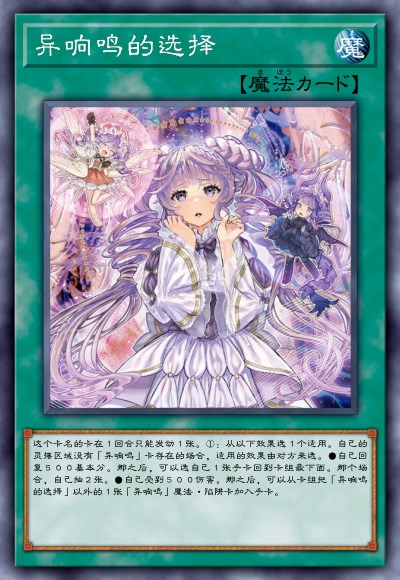 异响鸣的选择
魔
【魔法カード】
ま ほう
这个卡名的卡在1回合只能发动1张。①：从以下效果选1个适用。自己的
灵摆区域没有「异响鸣」卡存在的场合，适用的效果由对方来选。●自己回
复500基本分。那之后，可以选自己1张手卡回到卡组最下面。那个场
合，自己抽2张。●自己受到500伤害。那之后，可以从卡组把「异响鸣
的选择」以外的1张「异响鸣」魔法·陷阱卡加入手卡。